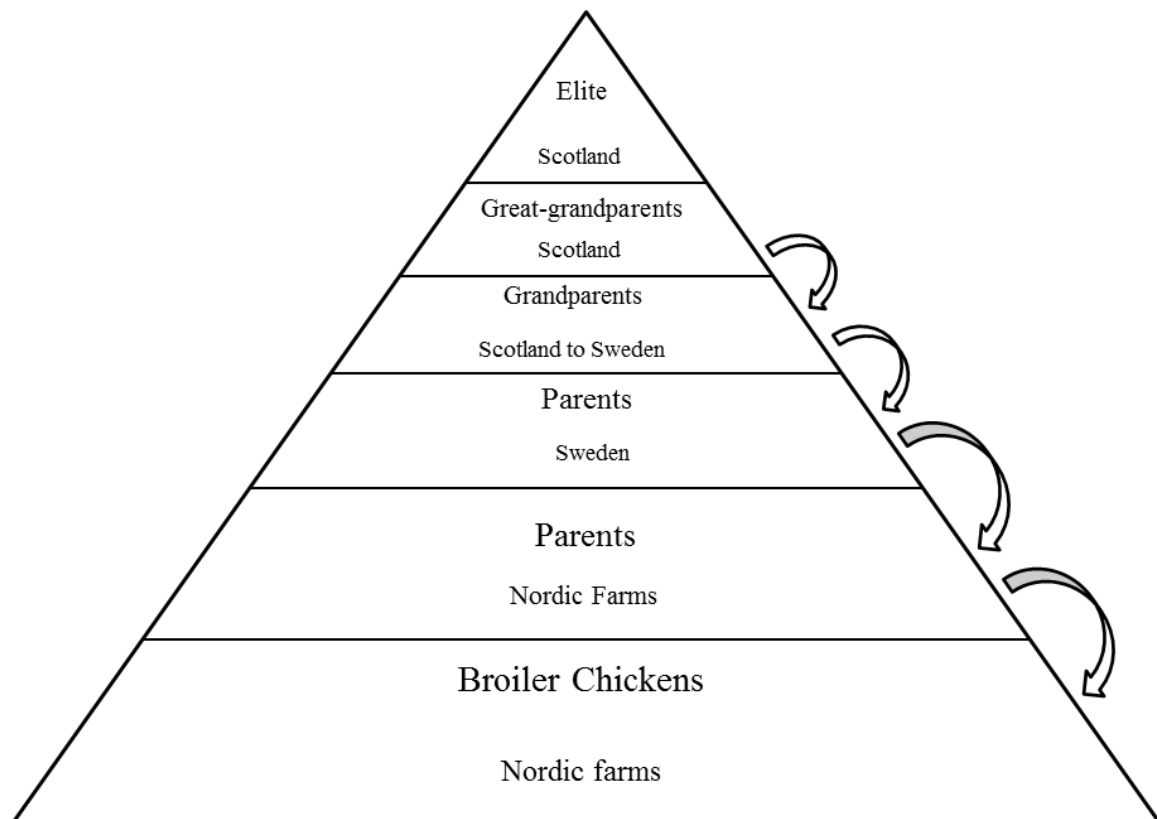 Elite
Scotland
Great-grandparents
Scotland
Grandparents
Scotland to Sweden
Parents
Sweden
Parents
Nordic Farms
Broiler Chickens
Nordic farms